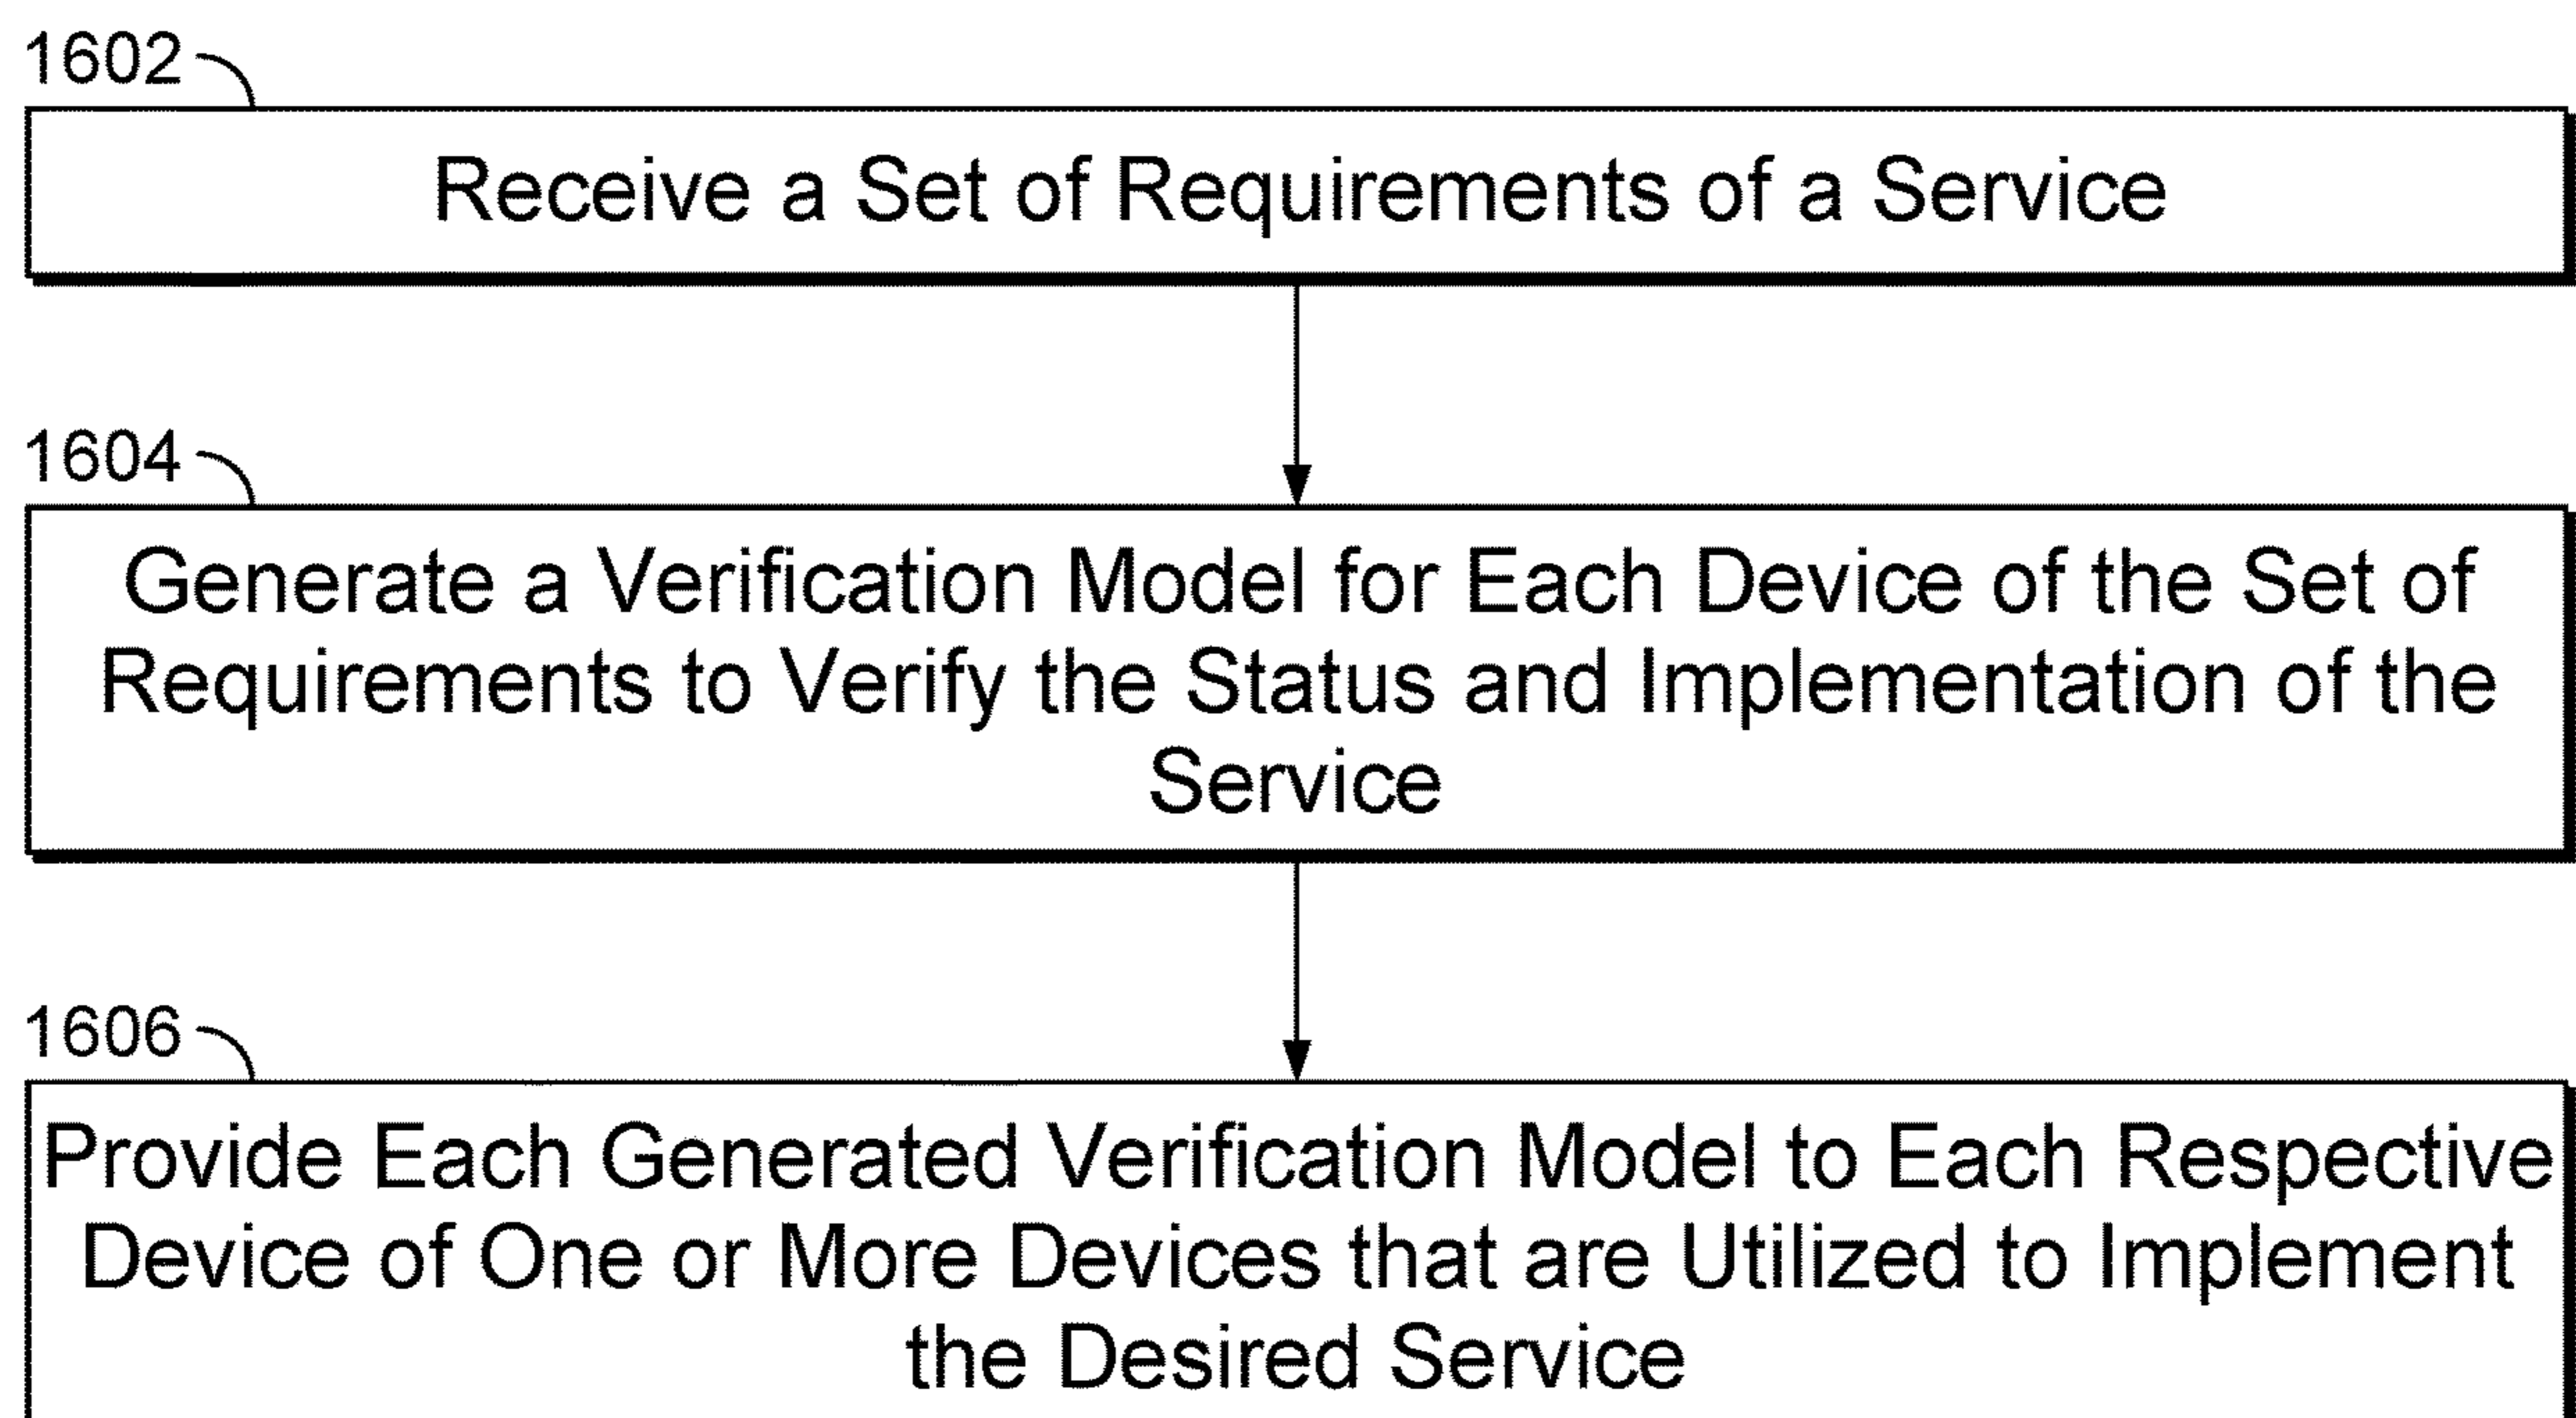 1602
Receive a Set of Requirements of a Service
1604
Generate a Verification Model for Each Device of the Set of
Requirements to Verify the Status and Implementation of the
Service
1606
Provide Each Generated Verification Model to Each Respective
Device of One or More Devices that are Utilized to Implement
the Desired Service